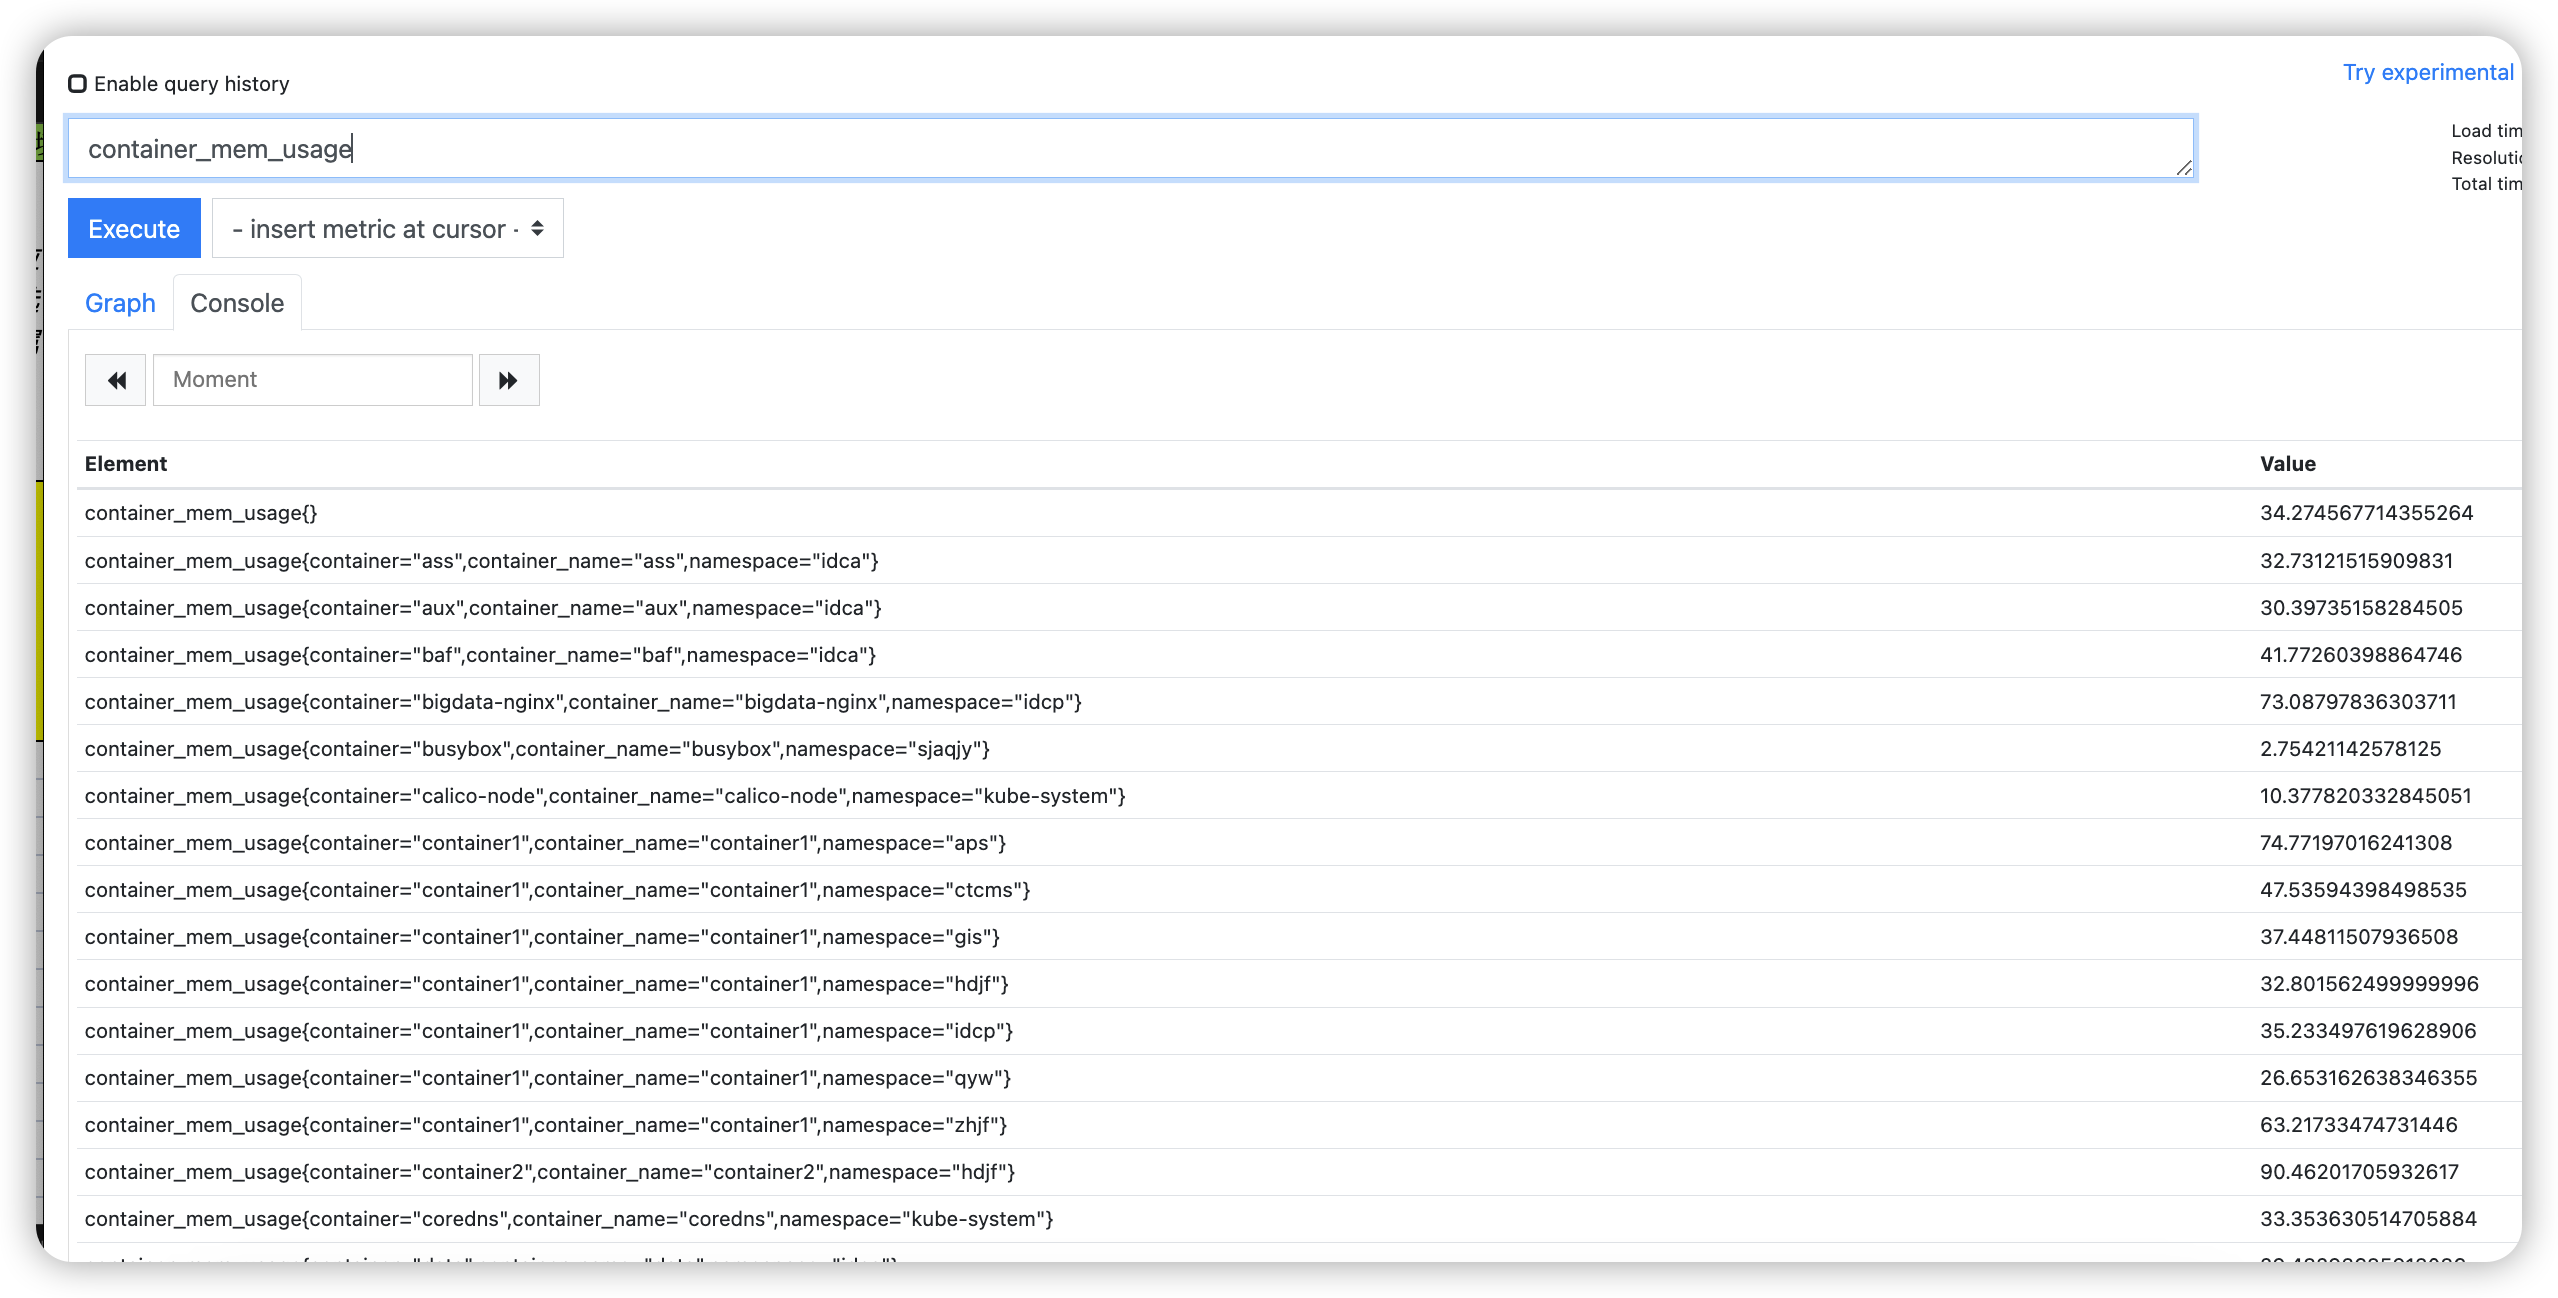 Enable query history
Try experimental
container_mem_usage
Load tim
Resolutio
Total tim
Execute
- insert metric at cursor -
Graph
Console
Moment
Element Value
container_mem_usage{} 34.274567714355264
container_mem_usage{container="ass",container_name="ass",namespace="idca"} 32.73121515909831
container_mem_usage{container="aux",container_name="aux",namespace="idca"} 30.39735158284505
container_mem_usage{container="baf",container_name="baf",namespace="idca"} 41.77260398864746
container_mem_usage{container="bigdata-nginx",container_name="bigdata-nginx",namespace="idcp"} 73.08797836303711
container_mem_usage{container="busybox",container_name="busybox",namespace="sjaqjy"} 2.75421142578125
container_mem_usage{container="calico-node",container_name="calico-node",namespace="kube-system"} 10.377820332845051
container_mem_usage{container="container1",container_name="container1",namespace="aps"} 74.77197016241308
container_mem_usage{container="container1",container_name="container1",namespace="ctcms"} 47.53594398498535
container_mem_usage{container="container1",container_name="container1",namespace="gis"} 37.44811507936508
container_mem_usage{container="container1",container_name="container1",namespace="hdjf"} 32.801562499999996
container_mem_usage{container="container1",container_name="container1",namespace="idcp"} 35.233497619628906
container_mem_usage{container="container1",container_name="container1",namespace="qyw"} 26.653162638346355
container_mem_usage{container="container1",container_name="container1",namespace="zhjf"} 63.21733474731446
container_mem_usage{container="container2",container_name="container2",namespace="hdjf"} 90.46201705932617
container_mem_usage{container="coredns",container_name="coredns",namespace="kube-system"} 33.353630514705884